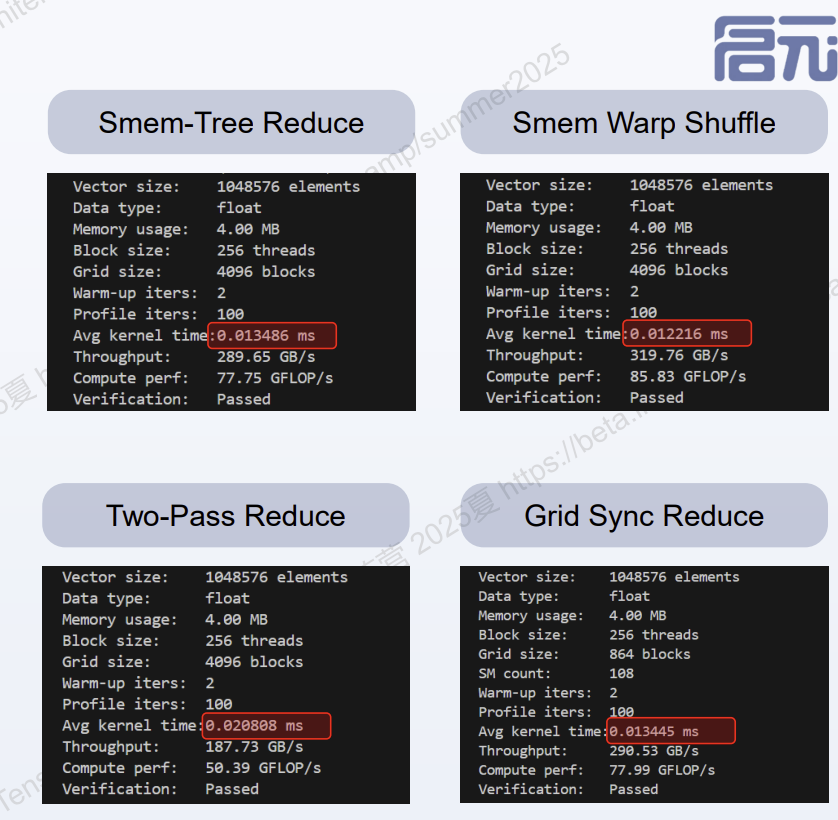 启元
Smem-Tree Reduce
Vector size: 1048576 elements
Data type: float
Memory usage: 4.00 MB
Block size: 256 threads
Grid size: 4096 blocks
Warm-up iters: 2
Profile iters: 100
Avg kernel time:0.013486 ms
Throughput: 289.65 GB/s
Compute perf: 77.75 GFLOP/s
Verification: Passed
Smem Warp Shuffle
Vector size: 1048576 elements
Data type: float
Memory usage: 4.00 MB
Block size: 256 threads
Grid size: 4096 blocks
Warm-up iters: 2
Profile iters: 100
Avg kernel time:0.012216 ms
Throughput: 319.76 GB/s
Compute perf: 85.83 GFLOP/s
Verification: Passed
Two-Pass Reduce
Vector size: 1048576 elements
Data type: float
Memory usage: 4.00 MB
Block size: 256 threads
Grid size: 4096 blocks
Warm-up iters: 2
Profile iters: 100
Avg kernel time:0.020808 ms
Throughput: 187.73 GB/s
Compute perf: 50.39 GFLOP/s
Verification: Passed
Grid Sync Reduce
Vector size: 1048576 elements
Data type: float
Memory usage: 4.00 MB
Block size: 256 threads
Grid size: 864 blocks
SM count: 108
Warm-up iters: 2
Profile iters: 100
Avg kernel time:0.013445 ms
Throughput: 290.53 GB/s
Compute perf: 77.99 GFLOP/s
Verification: Passed
amp/summer2025
2025夏 https://beta.